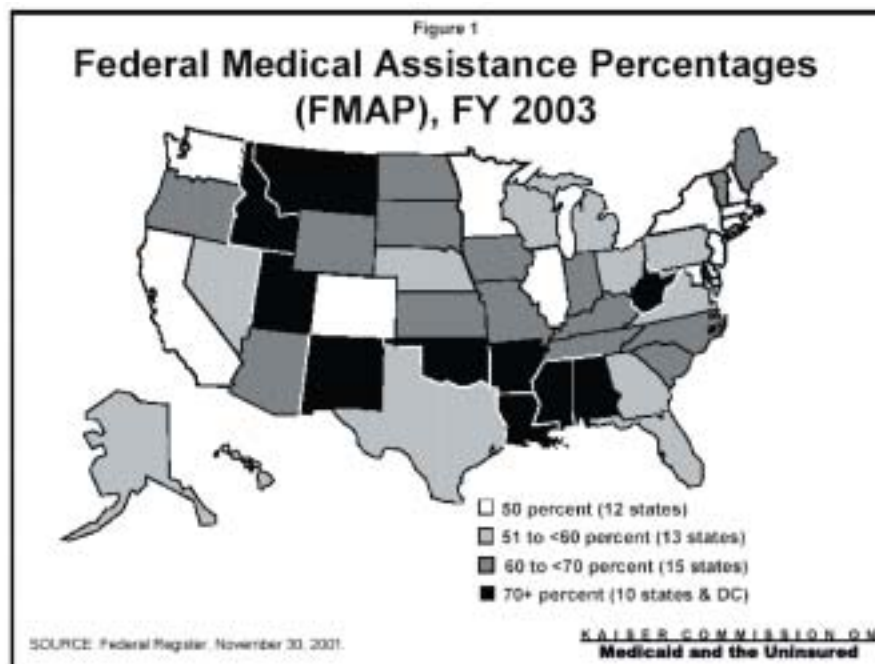 Figure 1
Federal Medical Assistance Percentages
(FMAP), FY 2003
50 percent (12 states)
51 to <60 percent (13 states)
60 to <70 percent (15 states)
70+ percent (10 states & DC)
SOURCE: Federal Register, November 30, 2001.
KAISER COMMISSION ON
Medicaid and the Uninsured